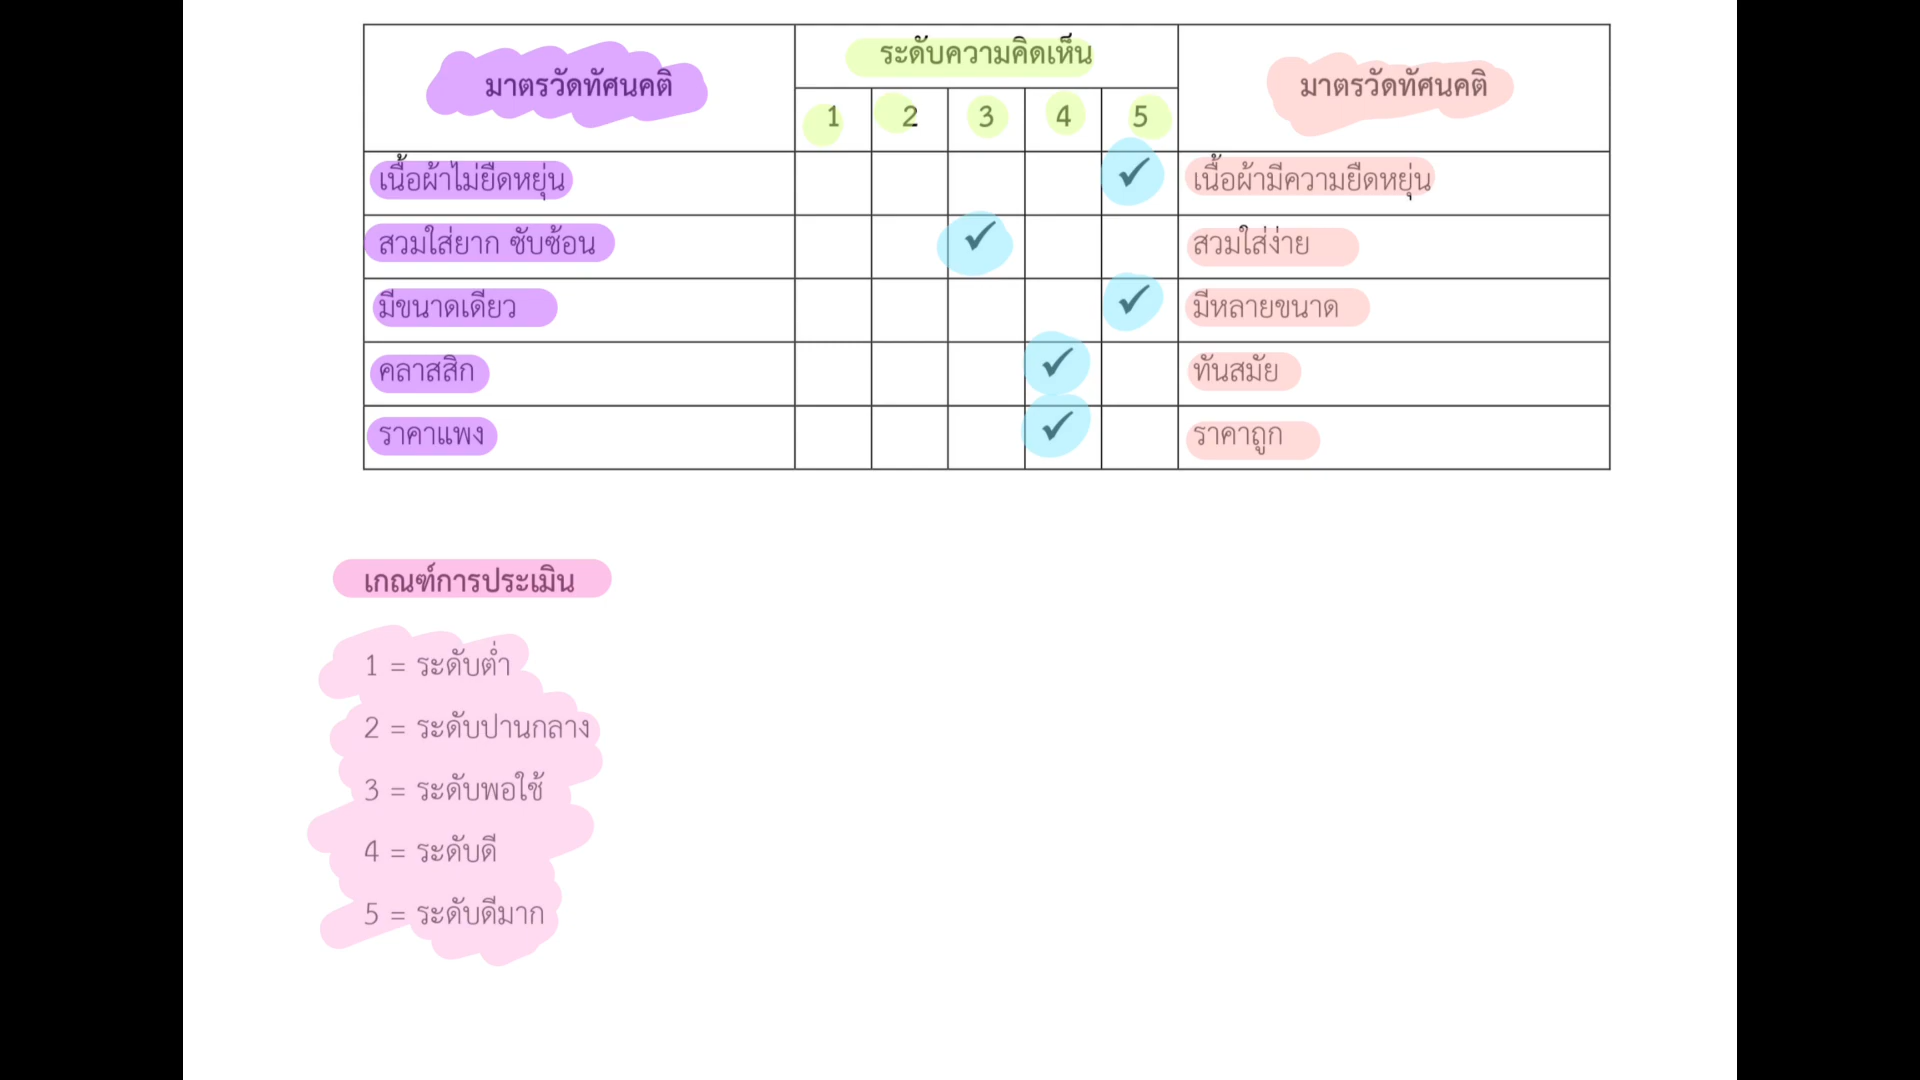 มาตรวัดทัศนคติ ระดับความคิดเห็น มาตรวัดทัศนคติ
1 2 3 4 5
เนื้อผ้าไม่ยืดหยุ่น ✓ เนื้อผ้ามีความยืดหยุ่น
สวมใส่ยาก ซับซ้อน ✓ สวมใส่ง่าย
มีขนาดเดียว ✓ มีหลายขนาด
คลาสสิก ✓ ทันสมัย
ราคาแพง ✓ ราคาถูก
เกณฑ์การประเมิน
1 = ระดับต่ำ
2 = ระดับปานกลาง
3 = ระดับพอใช้
4 = ระดับดี
5 = ระดับดีมาก